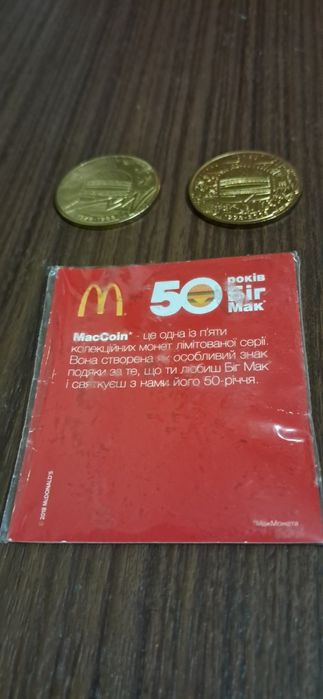 50 років
Біг
Мак*
MacCoin* - це одна із п'яти
колекційних монет лімітованої серії.
Вона створена як особливий знак
подяки за те, що ти любиш Біг Мак
і святкуєш з нами його 50-річчя.
© 2018 McDONALD'S
*МакМонета